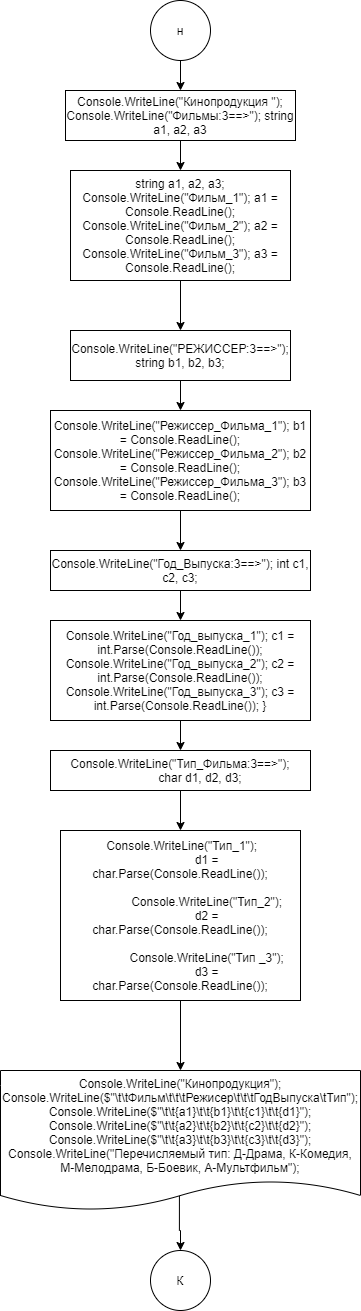 н
Console.WriteLine("Кинопродукция ");
Console.WriteLine("Фильмы:3==>"); string
a1, a2, a3
string a1, a2, a3;
Console.WriteLine("Фильм_1"); a1 =
Console.ReadLine();
Console.WriteLine("Фильм_2"); a2 =
Console.ReadLine();
Console.WriteLine("Фильм_3"); a3 =
Console.ReadLine();
Console.WriteLine("РЕЖИССЕР:3==>");
string b1, b2, b3;
Console.WriteLine("Режиссер_Фильма_1"); b1
= Console.ReadLine();
Console.WriteLine("Режиссер_Фильма_2"); b2
= Console.ReadLine();
Console.WriteLine("Режиссер_Фильма_3"); b3
= Console.ReadLine();
Console.WriteLine("Год_Выпуска:3==>"); int c1,
c2, c3;
Console.WriteLine("Год_выпуска_1"); c1 =
int.Parse(Console.ReadLine());
Console.WriteLine("Год_выпуска_2"); c2 =
int.Parse(Console.ReadLine());
Console.WriteLine("Год_выпуска_3"); c3 =
int.Parse(Console.ReadLine()); }
Console.WriteLine("Тип_Фильма:3==>");
char d1, d2, d3;
Console.WriteLine("Тип_1");
d1 =
char.Parse(Console.ReadLine());
Console.WriteLine("Тип_2");
d2 =
char.Parse(Console.ReadLine());
Console.WriteLine("Тип _3");
d3 =
char.Parse(Console.ReadLine());
Console.WriteLine("Кинопродукция");
Console.WriteLine($"\t\tФильм\t\t\tРежисер\t\t\tГодВыпуска\tТип");
Console.WriteLine($"\t\t{a1}\t\t{b1}\t\t{c1}\t\t{d1}");
Console.WriteLine($"\t\t{a2}\t\t{b2}\t\t{c2}\t\t{d2}");
Console.WriteLine($"\t\t{a3}\t\t{b3}\t\t{c3}\t\t{d3}");
Console.WriteLine("Перечисляемый тип: Д-Драма, К-Комедия,
М-Мелодрама, Б-Боевик, А-Мультфильм");
К